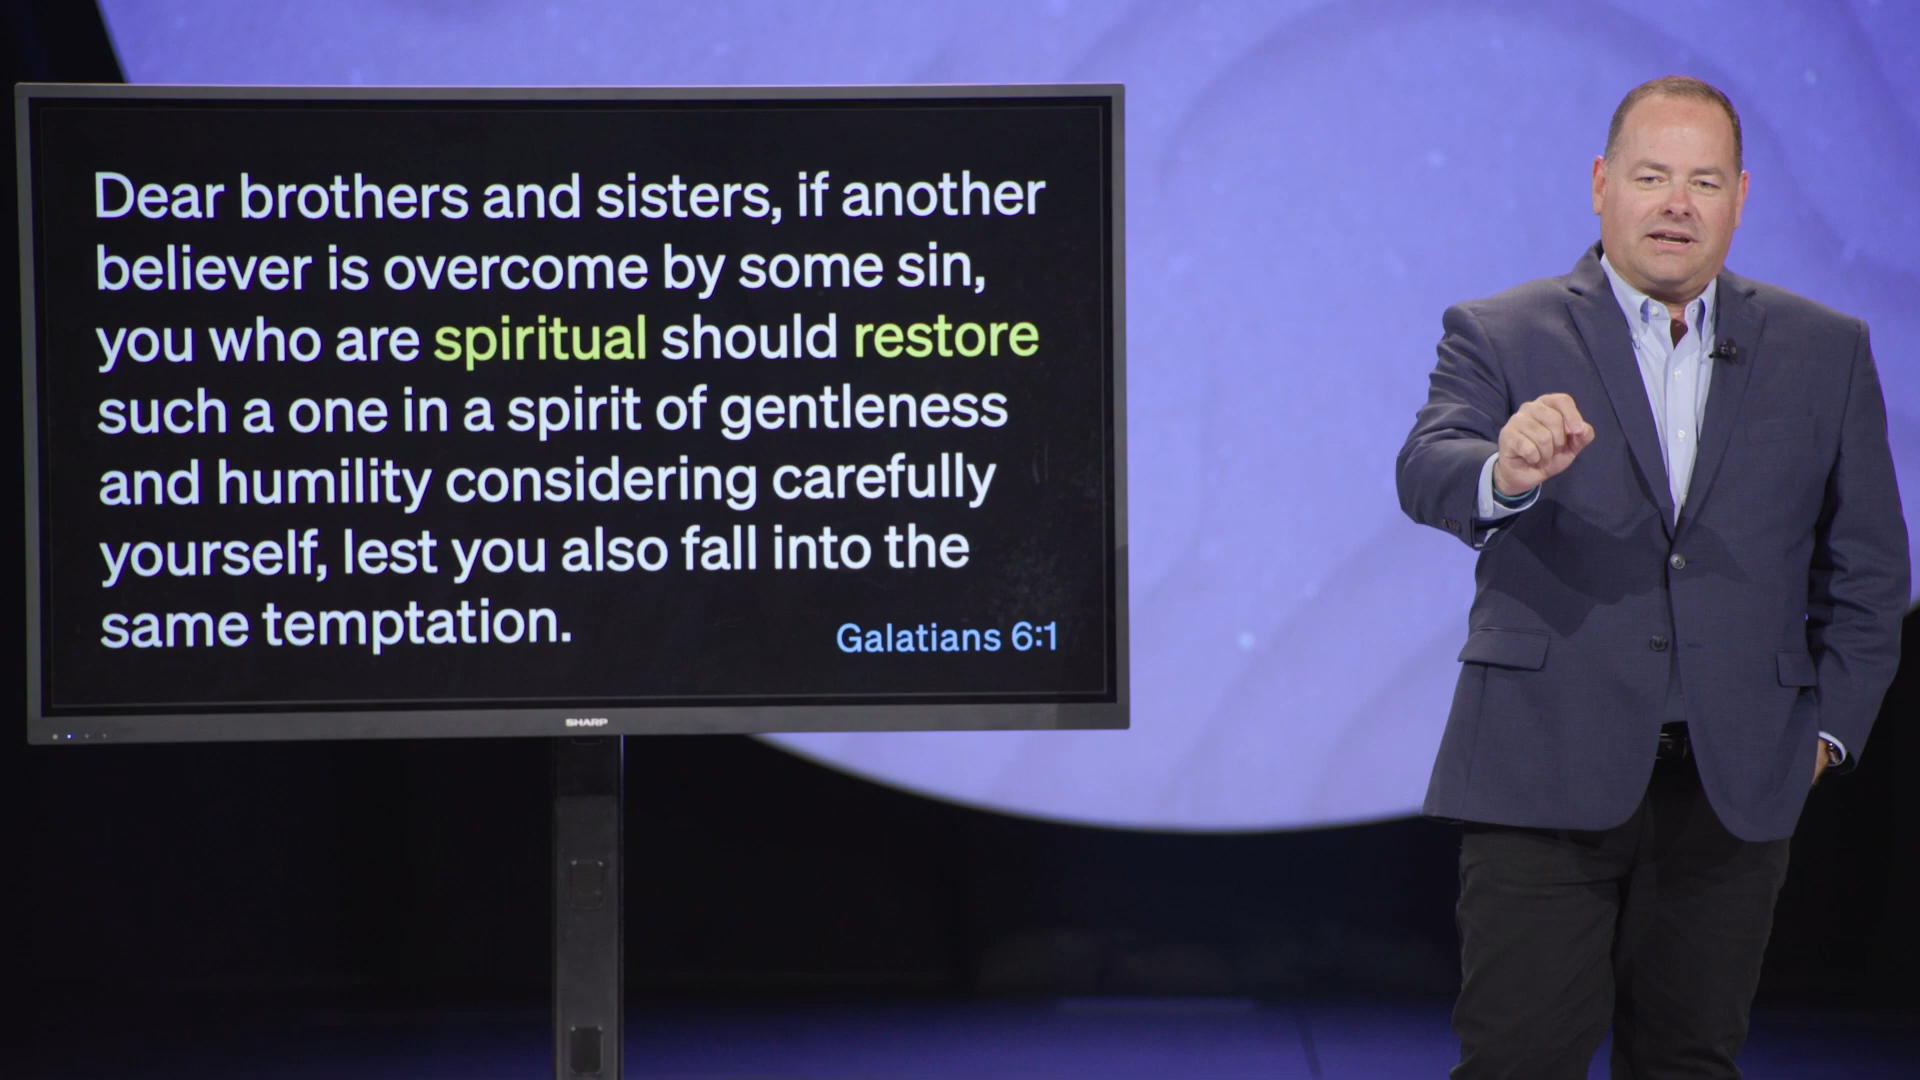 Dear brothers and sisters, if another
believer is overcome by some sin,
you who are spiritual should restore
such a one in a spirit of gentleness
and humility considering carefully
yourself, lest you also fall into the
same temptation.
Galatians 6:1
SHARP